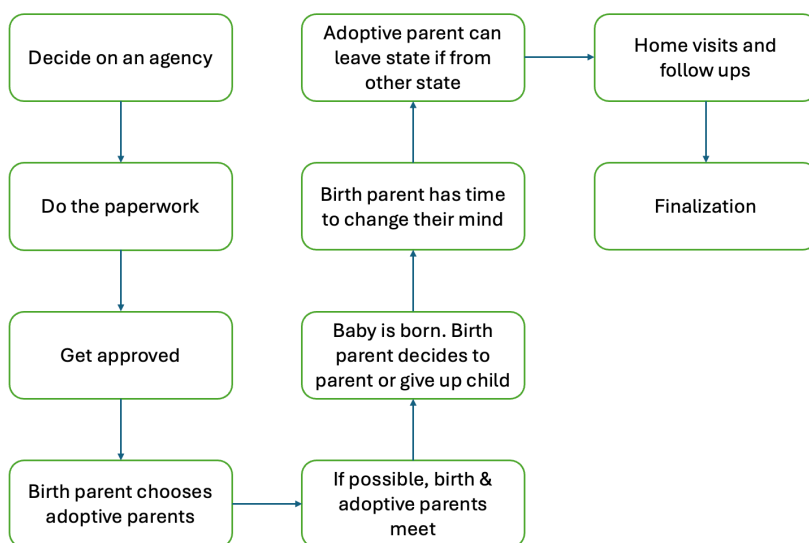 Decide on an agency
Do the paperwork
Get approved
Birth parent chooses
adoptive parents
If possible, birth &
adoptive parents
meet
Baby is born. Birth
parent decides to
parent or give up child
Birth parent has time
to change their mind
Adoptive parent can
leave state if from
other state
Home visits and
follow ups
Finalization